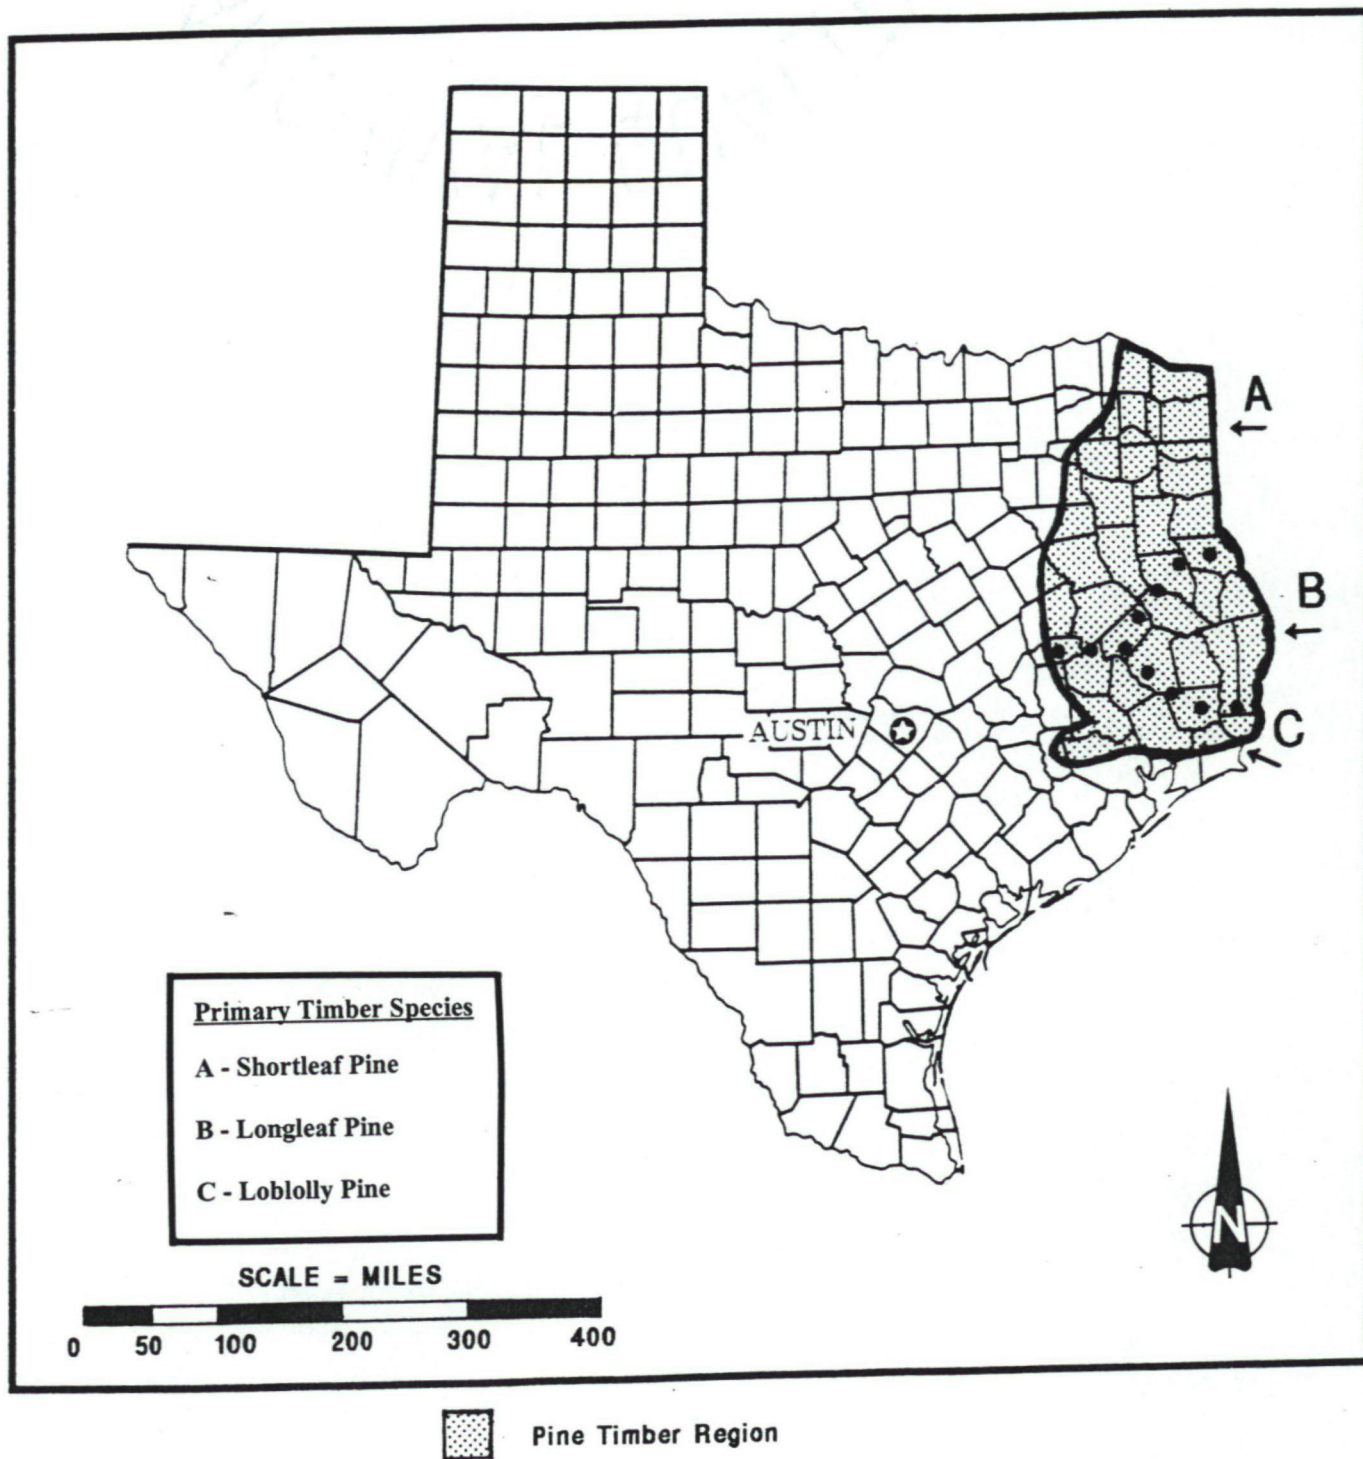 A
B
AUSTIN
C
Primary Timber Species
A - Shortleaf Pine
B - Longleaf Pine
C - Loblolly Pine
N
SCALE = MILES
0 50 100 200 300 400
Pine Timber Region